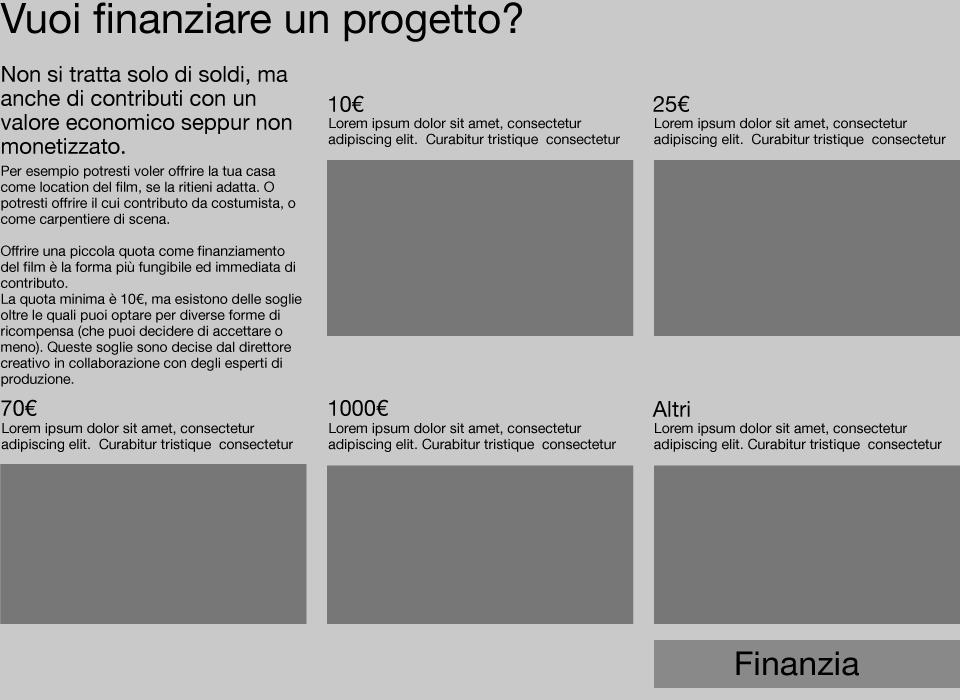 Vuoi finanziare un progetto?
Non si tratta solo di soldi, ma
anche di contributi con un
valore economico seppur non
monetizzato.
Per esempio potresti voler offrire la tua casa
come location del film, se la ritieni adatta. O
potresti offrire il cui contributo da costumista, o
come carpentiere di scena.
Offrire una piccola quota come finanziamento
del film è la forma più fungibile ed immediata di
contributo.
La quota minima è 10€, ma esistono delle soglie
oltre le quali puoi optare per diverse forme di
ricompensa (che puoi decidere di accettare o
meno). Queste soglie sono decise dal direttore
creativo in collaborazione con degli esperti di
produzione.
10€
Lorem ipsum dolor sit amet, consectetur
adipiscing elit.  Curabitur tristique  consectetur
25€
Lorem ipsum dolor sit amet, consectetur
adipiscing elit.  Curabitur tristique  consectetur
70€
Lorem ipsum dolor sit amet, consectetur
adipiscing elit.  Curabitur tristique  consectetur
1000€
Lorem ipsum dolor sit amet, consectetur
adipiscing elit. Curabitur tristique  consectetur
Altri
Lorem ipsum dolor sit amet, consectetur
adipiscing elit. Curabitur tristique  consectetur
Finanzia